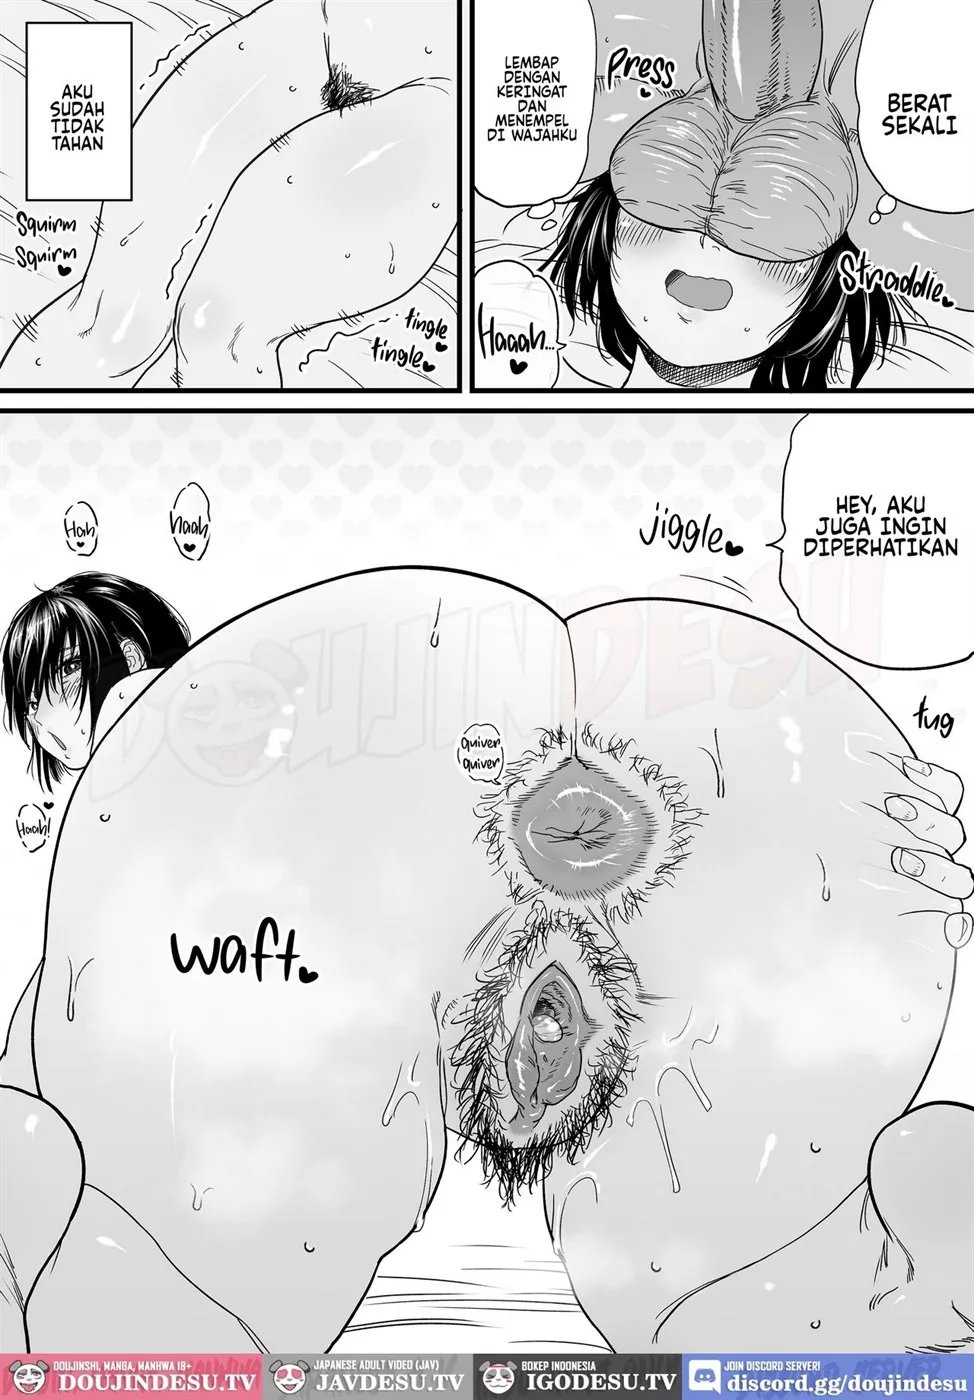 AKU
SUDAH
TIDAK
TAHAN
Squirm
Squirm
tingle
tingle
LEMBAP
DENGAN
KERINGAT
DAN
MENEMPEL
DI WAJAHKU
Press
BERAT
SEKALI
Straddle
Haaah...
HEY, AKU
JUGA INGIN
DIPERHATIKAN
jiggle
Hah
haah
tug
quiver
quiver
Haaah!
waft
DOUJINDESU
DOUJINSHI, MANGA, MANHWA 18+
DOUJINDESU.TV
JAPANESE ADULT VIDEO (JAV)
JAVDESU.TV
BOKEP INDONESIA
IGODESU.TV
JOIN DISCORD SERVER!
discord.gg/doujindesu